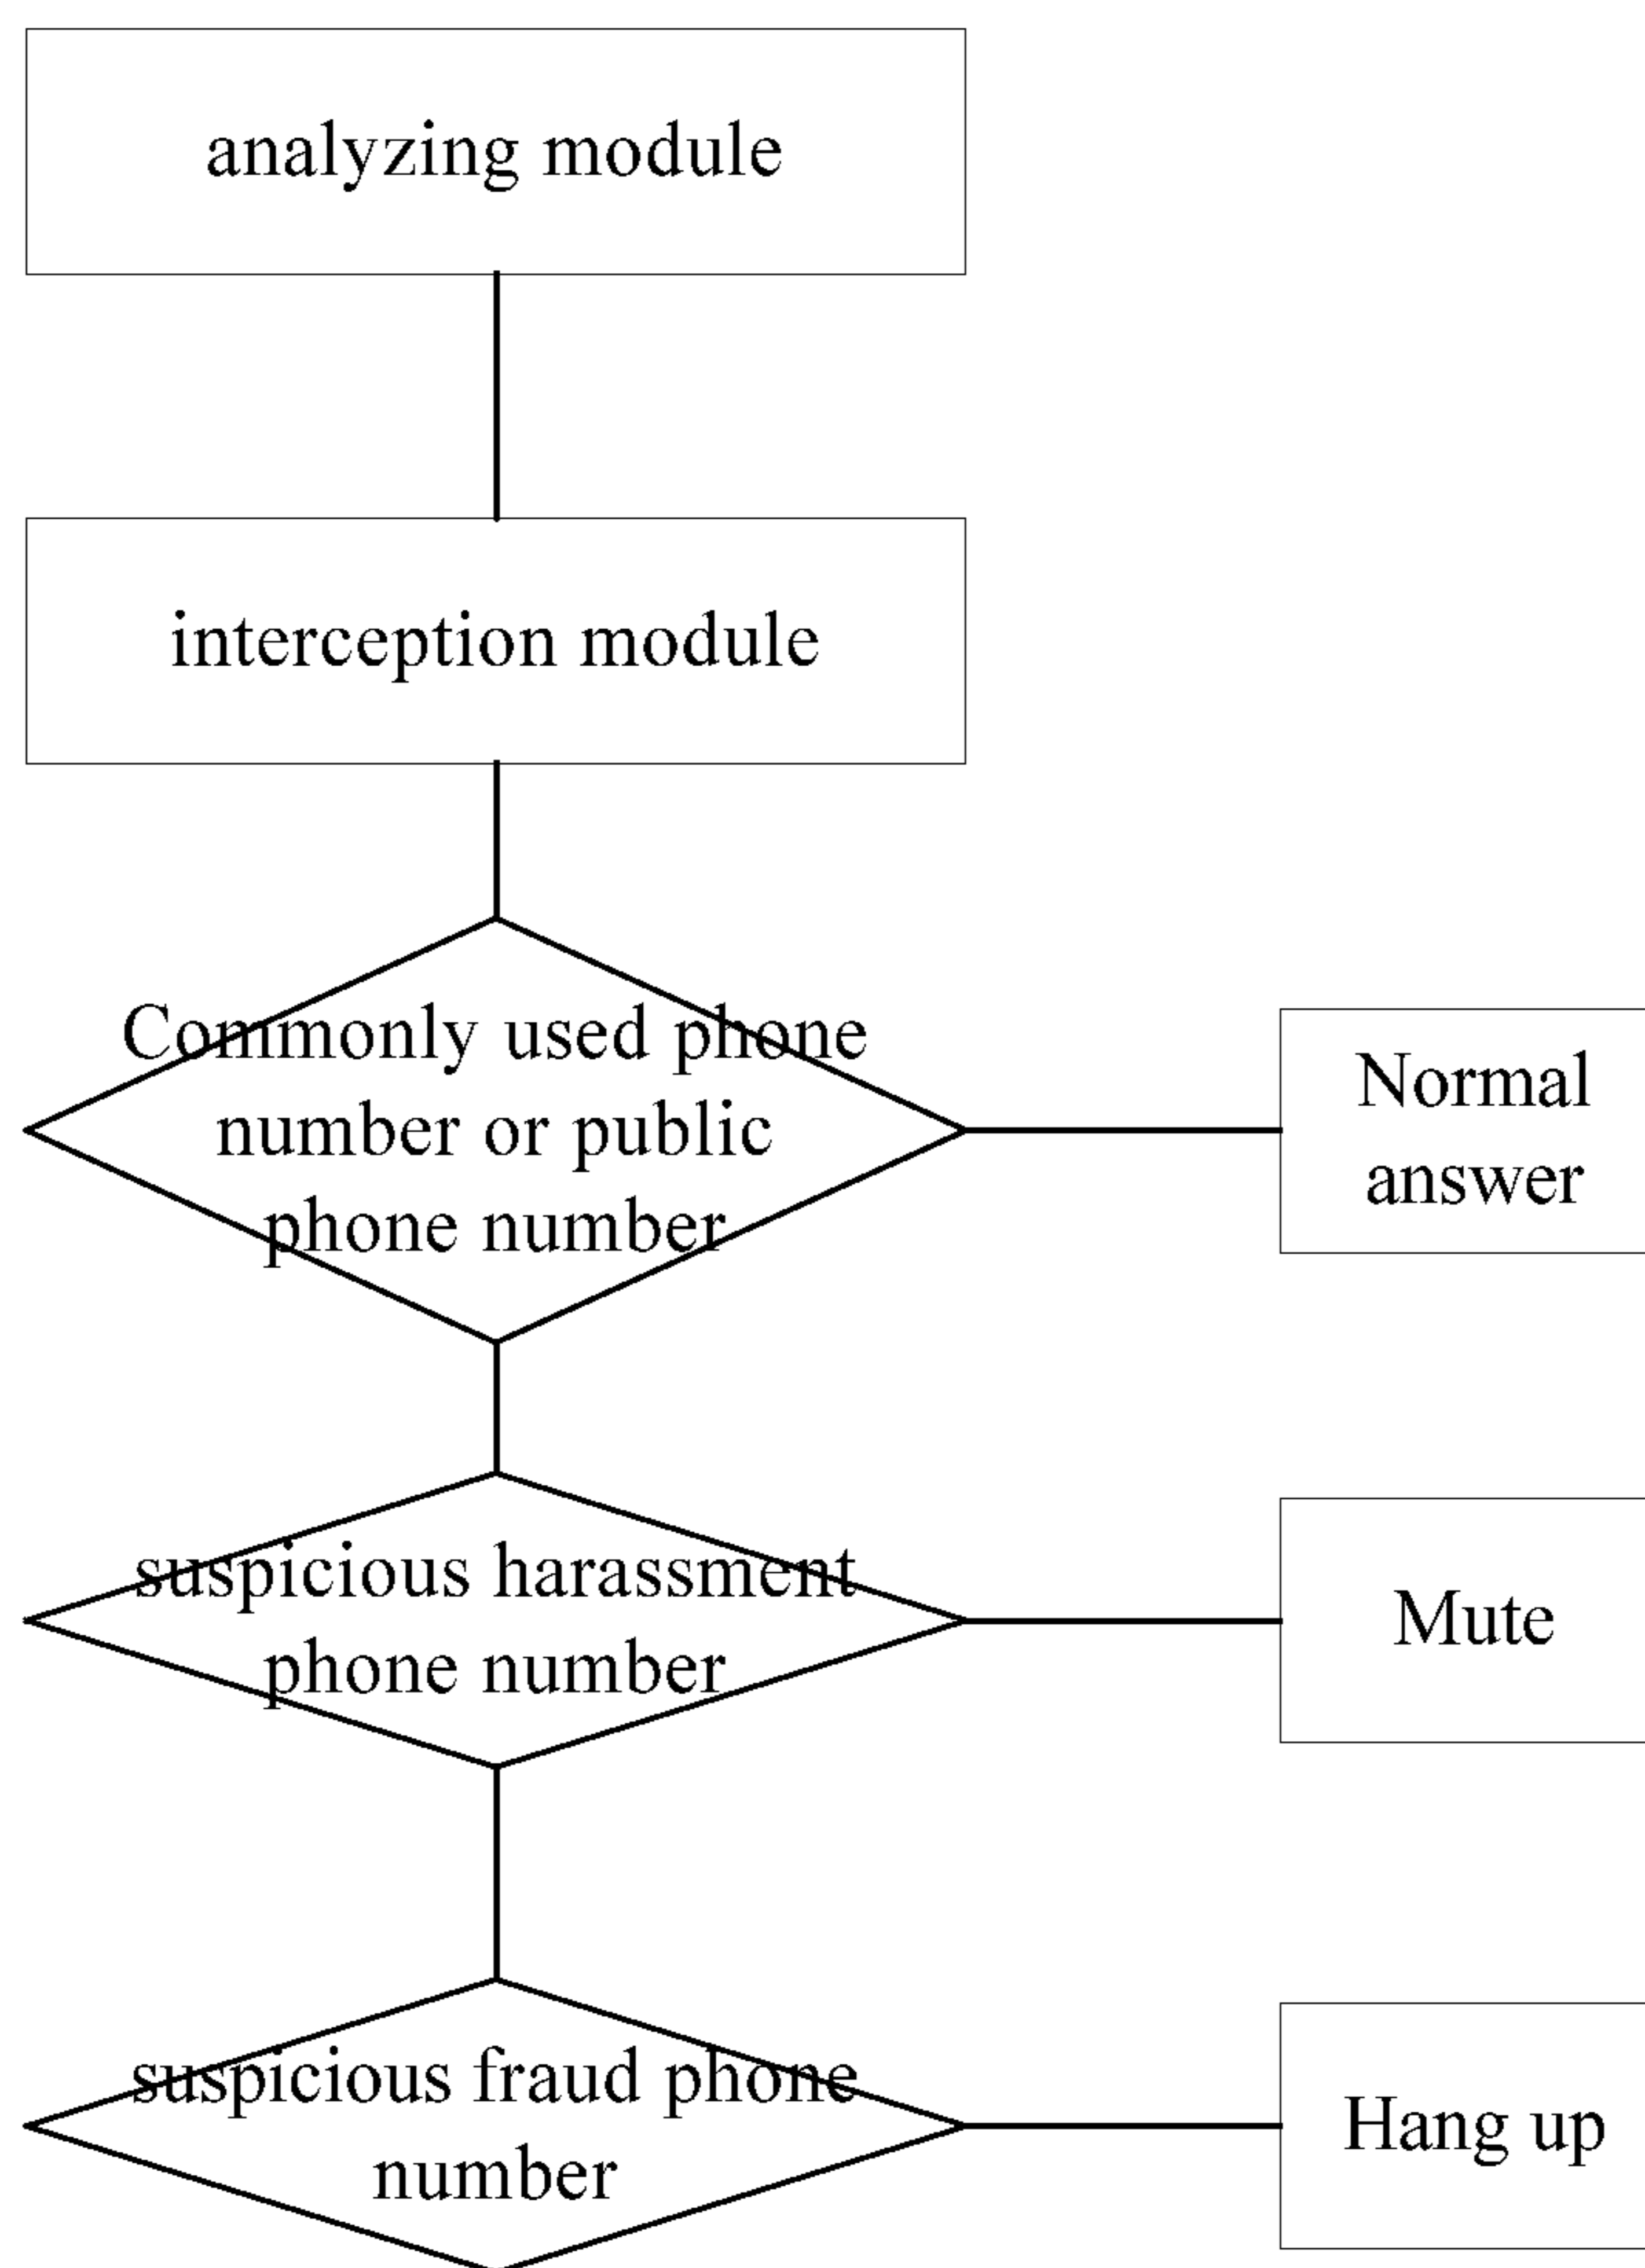 analyzing module
interception module
Commonly used phone
number or public
phone number
Normal
answer
suspicious harassment
phone number
Mute
suspicious fraud phone
number
Hang up